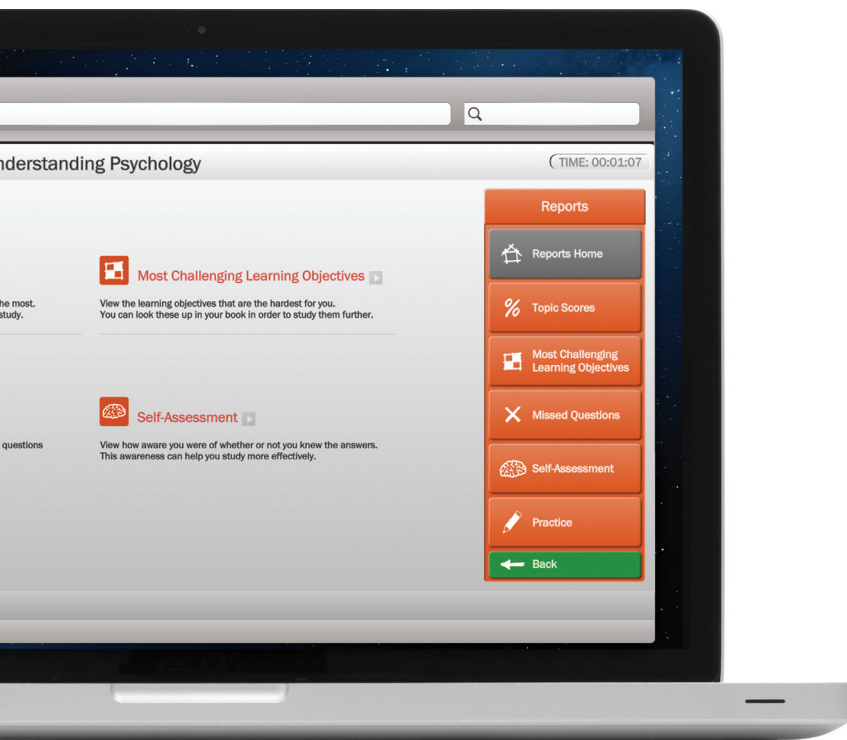 nderstanding Psychology
TIME: 00:01:07
Most Challenging Learning Objectives
he most.
study.
View the learning objectives that are the hardest for you.
You can look these up in your book in order to study them further.
Self-Assessment
questions
View how aware you were of whether or not you knew the answers.
This awareness can help you study more effectively.
Reports
Reports Home
% Topic Scores
Most Challenging
Learning Objectives
Missed Questions
Self-Assessment
Practice
Back